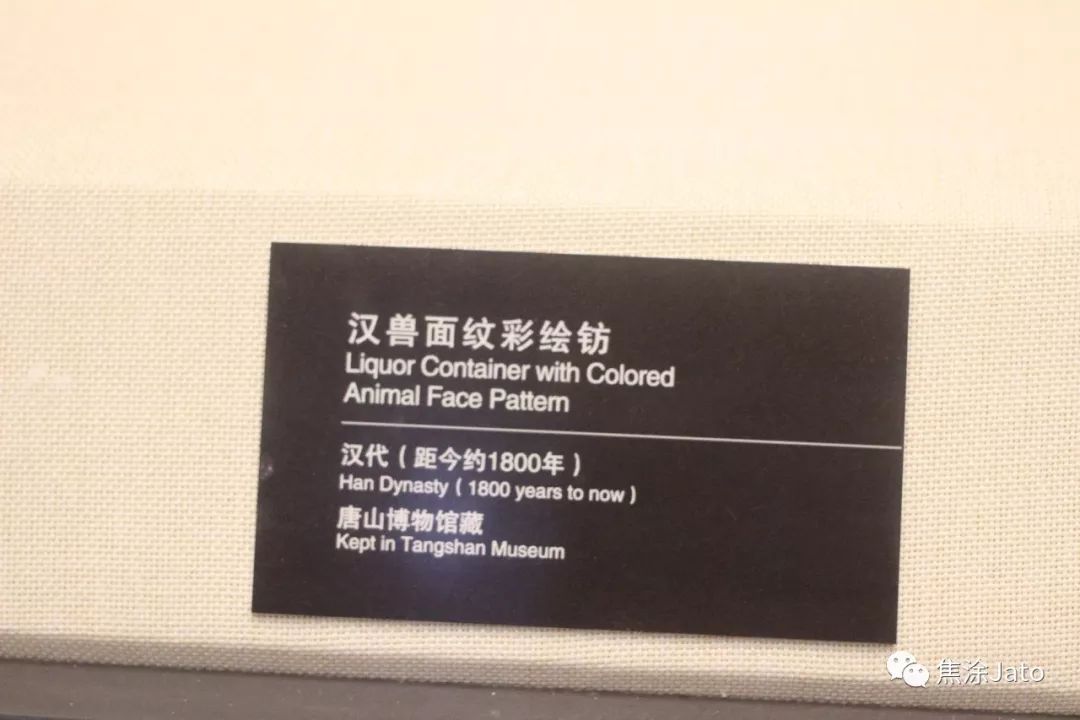 汉兽面纹彩绘钫
Liquor Container with Colored
Animal Face Pattern
汉代（距今约1800年）
Han Dynasty（1800 years to now）
唐山博物馆藏
Kept in Tangshan Museum
焦涂Jato